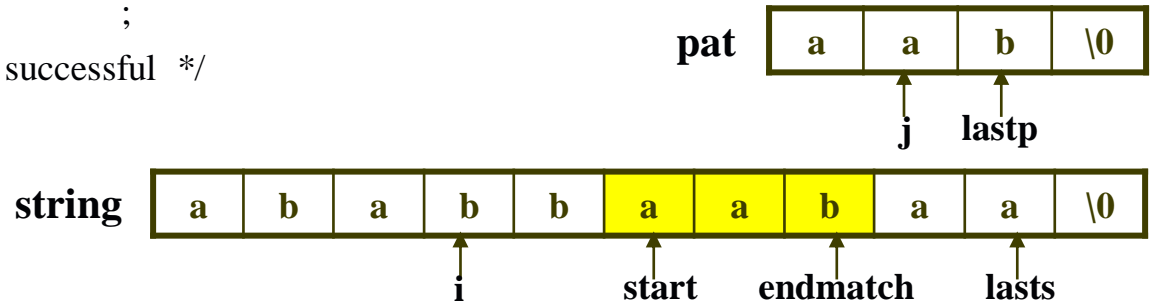 ;
successful */
pat a a b \0
j lastp
string a b a b b a a b a a \0
i start endmatch lasts